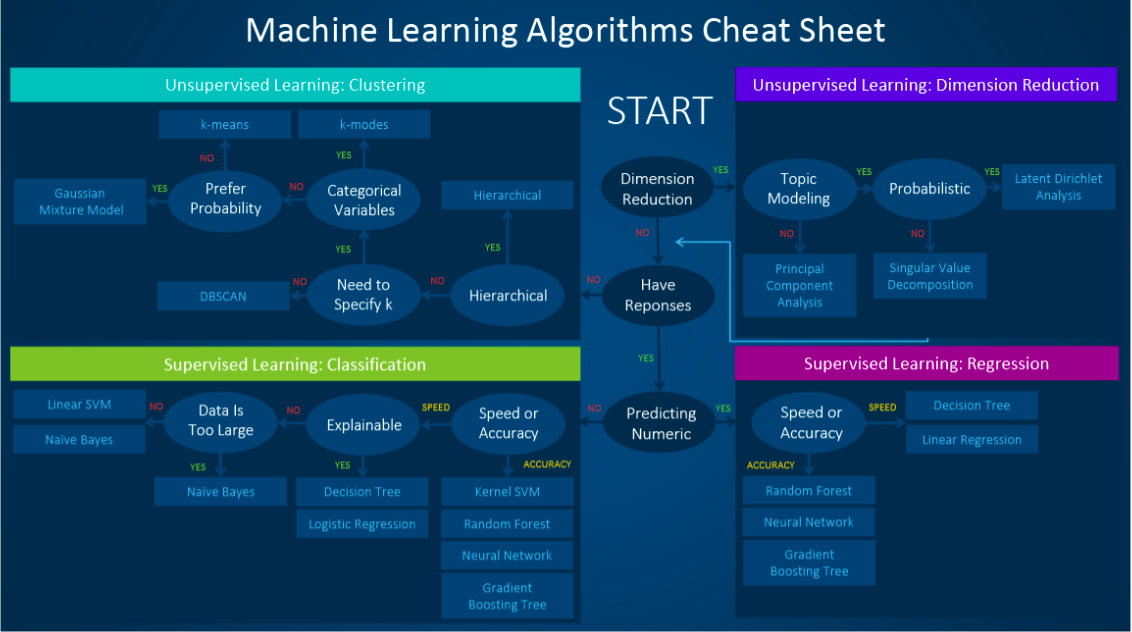 Machine Learning Algorithms Cheat Sheet
Unsupervised Learning: Clustering
k-means
k-modes
NO
YES
Gaussian
Mixture Model
YES
Prefer
Probability
NO
Categorical
Variables
Hierarchical
YES
YES
DBSCAN
NO
Need to
Specify k
NO
Hierarchical
START
Dimension
Reduction
YES
NO
NO
Have
Reponses
YES
NO
Predicting
Numeric
YES
Unsupervised Learning: Dimension Reduction
Topic
Modeling
YES
Probabilistic
YES
Latent Dirichlet
Analysis
NO
NO
Principal
Component
Analysis
Singular Value
Decomposition
Supervised Learning: Classification
Linear SVM
Naïve Bayes
NO
Data Is
Too Large
NO
Explainable
SPEED
Speed or
Accuracy
YES
YES
ACCURACY
Naïve Bayes
Decision Tree
Logistic Regression
Kernel SVM
Random Forest
Neural Network
Gradient
Boosting Tree
Supervised Learning: Regression
Speed or
Accuracy
SPEED
Decision Tree
Linear Regression
ACCURACY
Random Forest
Neural Network
Gradient
Boosting Tree